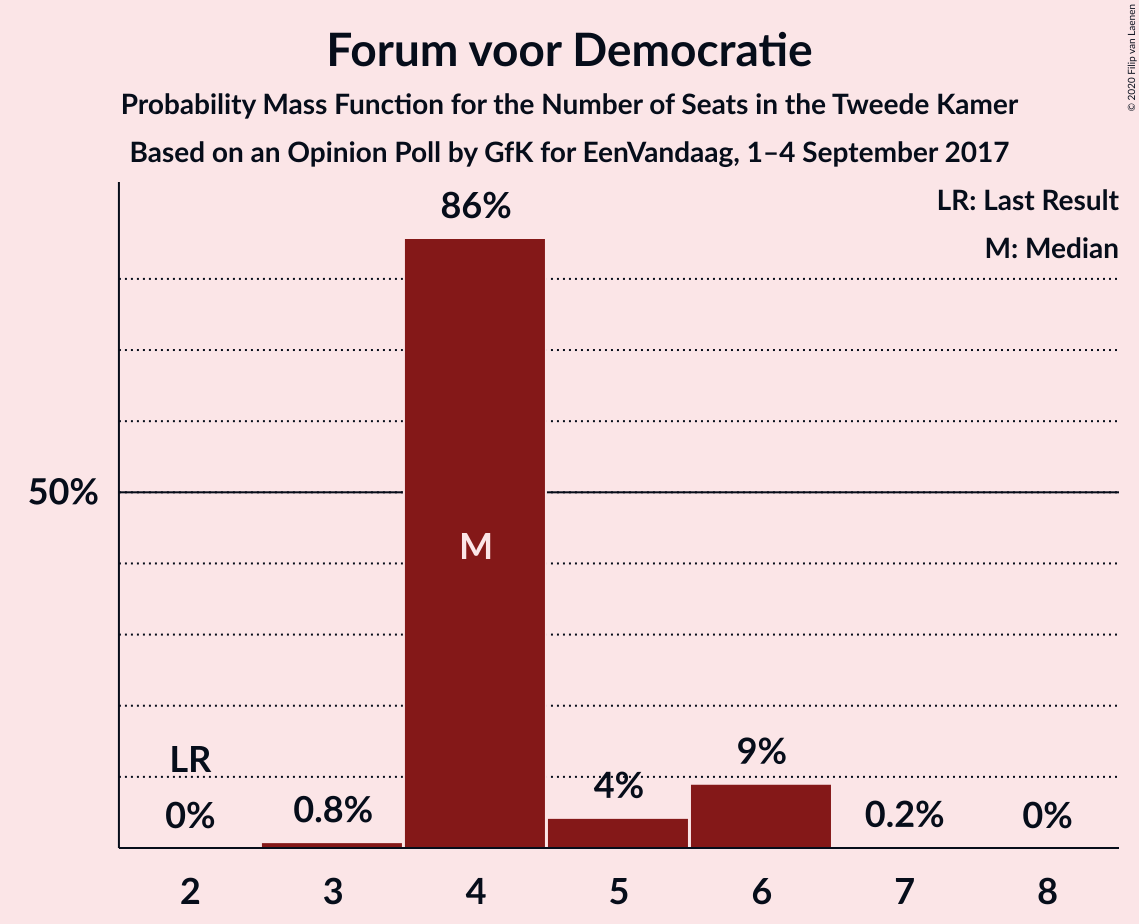 Forum voor Democratie
Probability Mass Function for the Number of Seats in the Tweede Kamer
Based on an Opinion Poll by GfK for EenVandaag, 1–4 September 2017
© 2020 Filip van Laenen
LR: Last Result
M: Median
86%
50%
M
LR
0%
0.8%
4%
9%
0.2%
0%
2 3 4 5 6 7 8